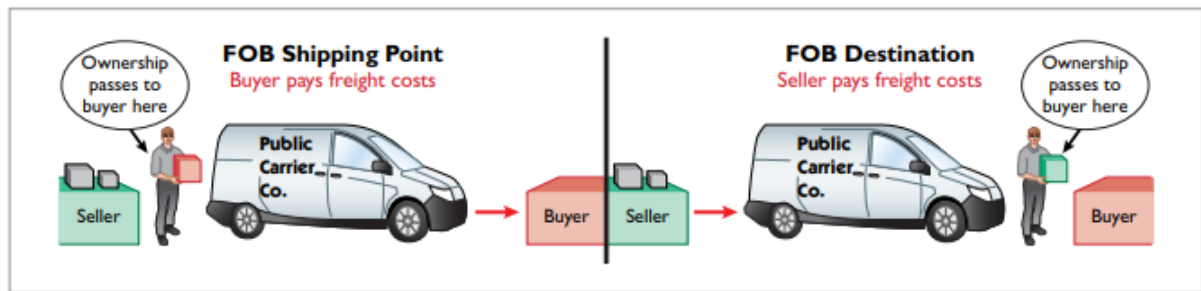 FOB Shipping Point
Buyer pays freight costs
Ownership
passes to
buyer here
Public
Carrier
Co.
Seller
Buyer
FOB Destination
Seller pays freight costs
Ownership
passes to
buyer here
Public
Carrier
Co.
Seller
Buyer